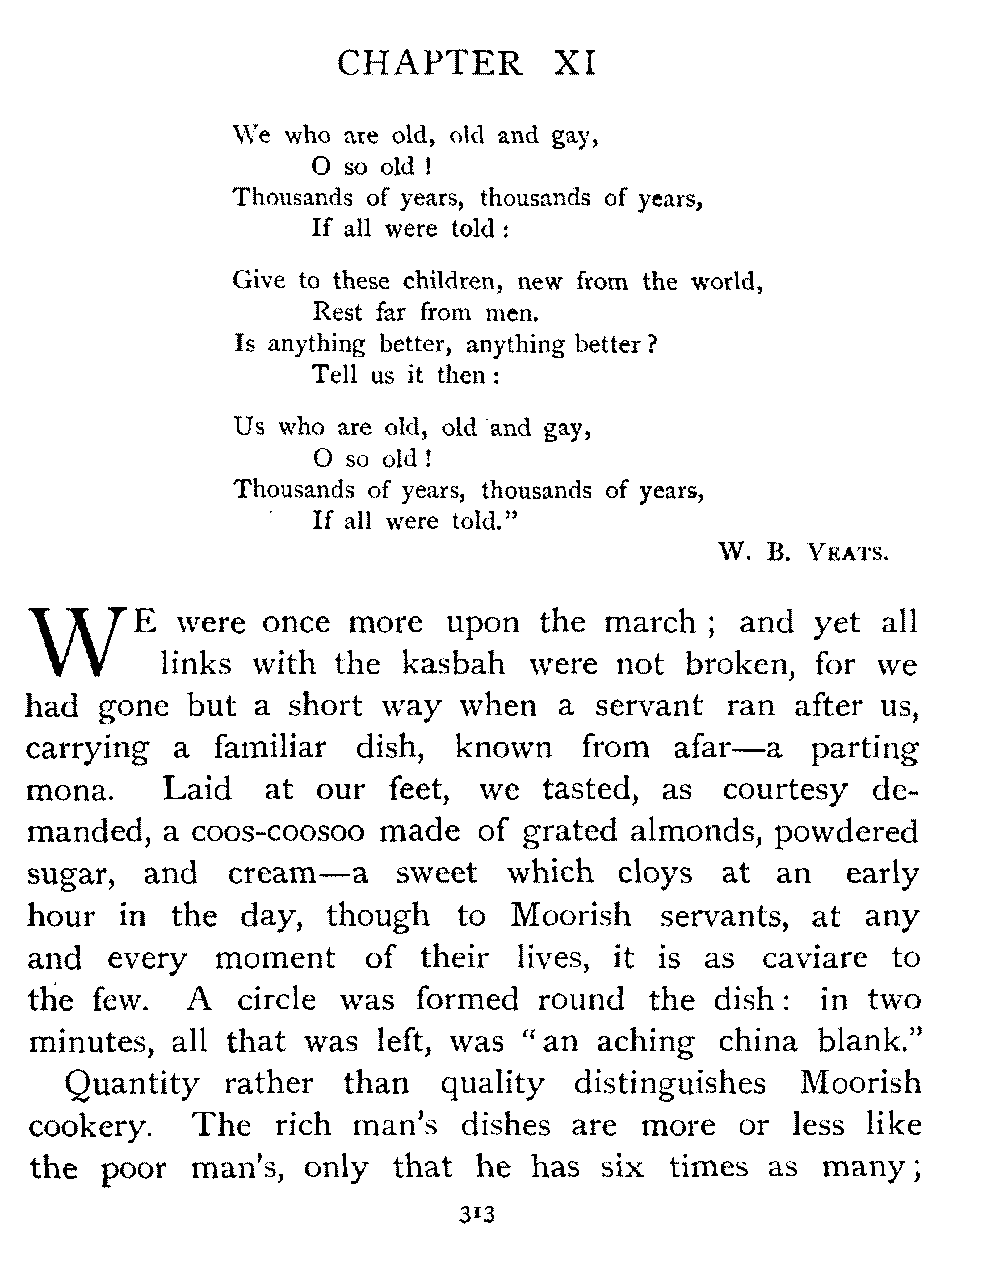 CHAPTER XI
We who are old, old and gay,
O so old !
Thousands of years, thousands of years,
If all were told :
Give to these children, new from the world,
Rest far from men.
Is anything better, anything better ?
Tell us it then :
Us who are old, old and gay,
O so old !
Thousands of years, thousands of years,
If all were told.”
W. B. YEATS.
WE were once more upon the march ; and yet all
links with the kasbah were not broken, for we
had gone but a short way when a servant ran after us,
carrying a familiar dish, known from afar—a parting
mona. Laid at our feet, we tasted, as courtesy de-
manded, a coos-coosoo made of grated almonds, powdered
sugar, and cream—a sweet which cloys at an early
hour in the day, though to Moorish servants, at any
and every moment of their lives, it is as caviare to
the few. A circle was formed round the dish : in two
minutes, all that was left, was “an aching china blank.”
Quantity rather than quality distinguishes Moorish
cookery. The rich man's dishes are more or less like
the poor man's, only that he has six times as many ;
313